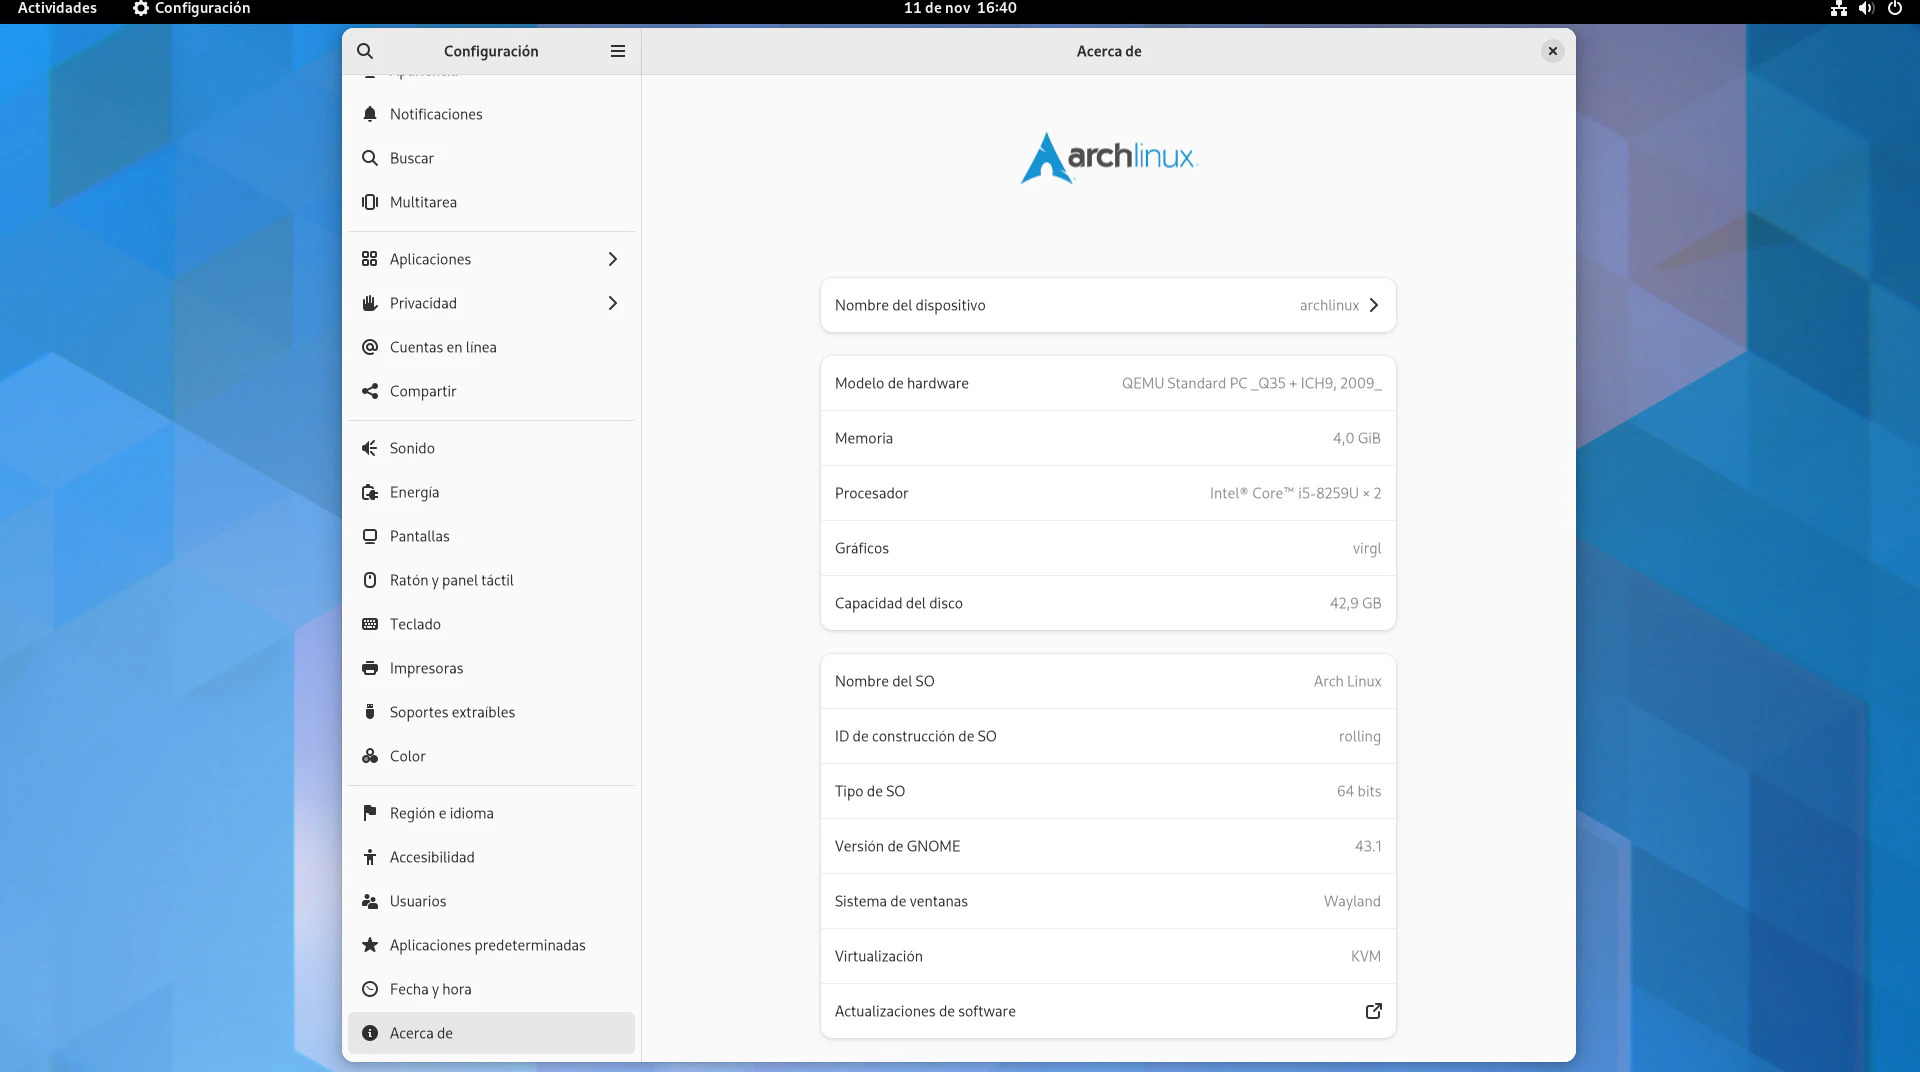 Actividades Configuración 11 de nov 16:40
Configuración
Acerca de
Apariencia
Notificaciones
Buscar
Multitarea
Aplicaciones
Privacidad
Cuentas en línea
Compartir
Sonido
Energía
Pantallas
Ratón y panel táctil
Teclado
Impresoras
Soportes extraíbles
Color
Región e idioma
Accesibilidad
Usuarios
Aplicaciones predeterminadas
Fecha y hora
Acerca de
archlinux
Nombre del dispositivo archlinux
Modelo de hardware QEMU Standard PC _Q35 + ICH9, 2009_
Memoria 4,0 GiB
Procesador Intel® Core™ i5-8259U × 2
Gráficos virgl
Capacidad del disco 42,9 GB
Nombre del SO Arch Linux
ID de construcción de SO rolling
Tipo de SO 64 bits
Versión de GNOME 43.1
Sistema de ventanas Wayland
Virtualización KVM
Actualizaciones de software